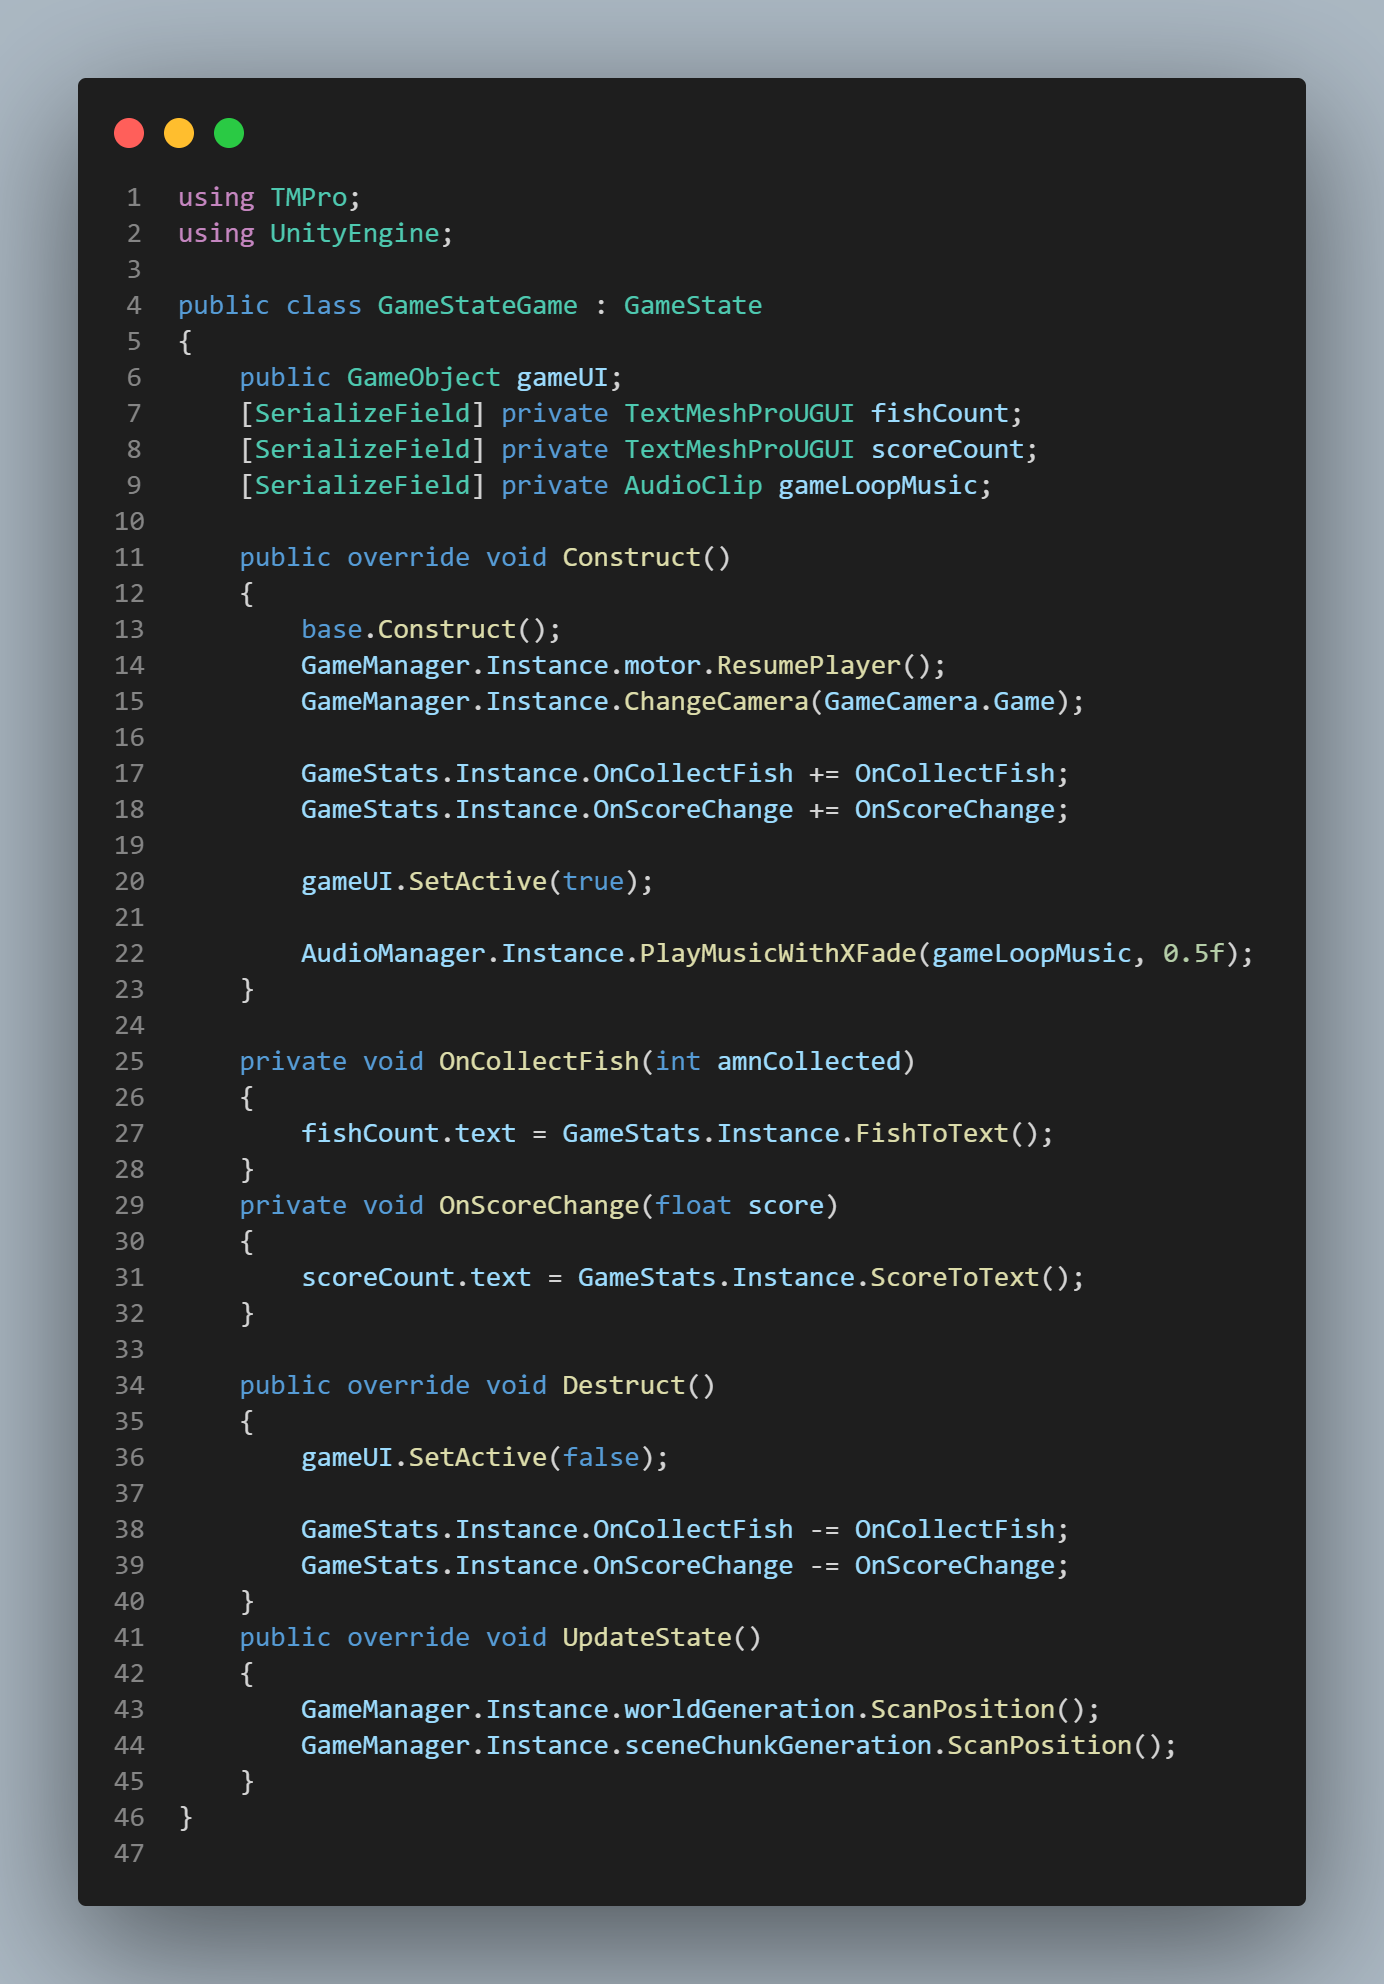 1 using TMPro;
2 using UnityEngine;
3
4 public class GameStateGame : GameState
5 {
6     public GameObject gameUI;
7     [SerializeField] private TextMeshProUGUI fishCount;
8     [SerializeField] private TextMeshProUGUI scoreCount;
9     [SerializeField] private AudioClip gameLoopMusic;
10
11     public override void Construct()
12     {
13         base.Construct();
14         GameManager.Instance.motor.ResumePlayer();
15         GameManager.Instance.ChangeCamera(GameCamera.Game);
16
17         GameStats.Instance.OnCollectFish += OnCollectFish;
18         GameStats.Instance.OnScoreChange += OnScoreChange;
19
20         gameUI.SetActive(true);
21
22         AudioManager.Instance.PlayMusicWithXFade(gameLoopMusic, 0.5f);
23     }
24
25     private void OnCollectFish(int amnCollected)
26     {
27         fishCount.text = GameStats.Instance.FishToText();
28     }
29     private void OnScoreChange(float score)
30     {
31         scoreCount.text = GameStats.Instance.ScoreToText();
32     }
33
34     public override void Destruct()
35     {
36         gameUI.SetActive(false);
37
38         GameStats.Instance.OnCollectFish -= OnCollectFish;
39         GameStats.Instance.OnScoreChange -= OnScoreChange;
40     }
41     public override void UpdateState()
42     {
43         GameManager.Instance.worldGeneration.ScanPosition();
44         GameManager.Instance.sceneChunkGeneration.ScanPosition();
45     }
46 }
47